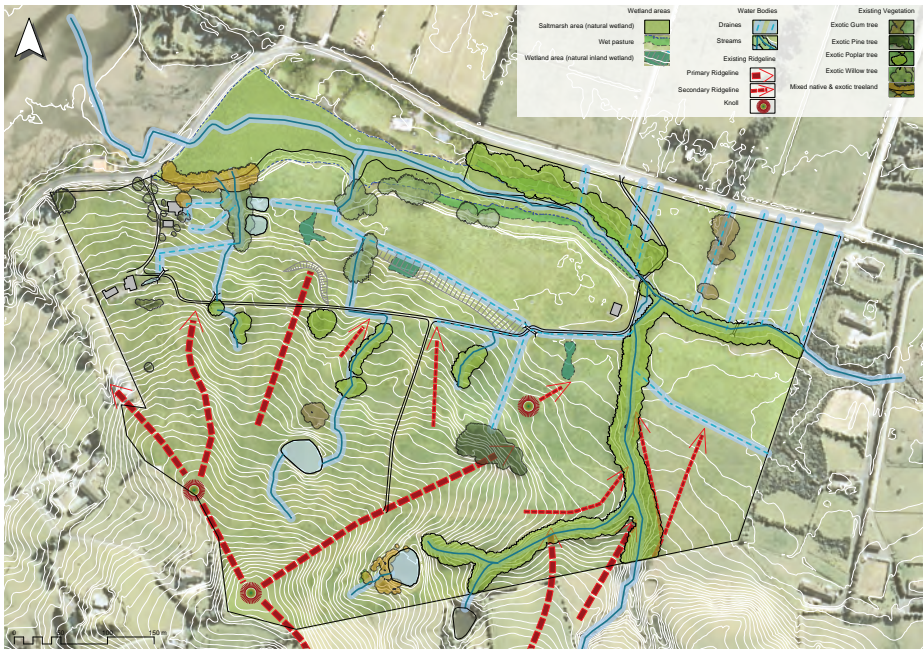 Wetland areas
Saltmarsh area (natural wetland)
Wet pasture
Wetland area (natural inland wetland)
Water Bodies
Draines
Streams
Existing Ridgeline
Primary Ridgeline
Secondary Ridgeline
Knoll
Existing Vegetation
Exotic Gum tree
Exotic Pine tree
Exotic Poplar tree
Exotic Willow tree
Mixed native & exotic treeland
150 m